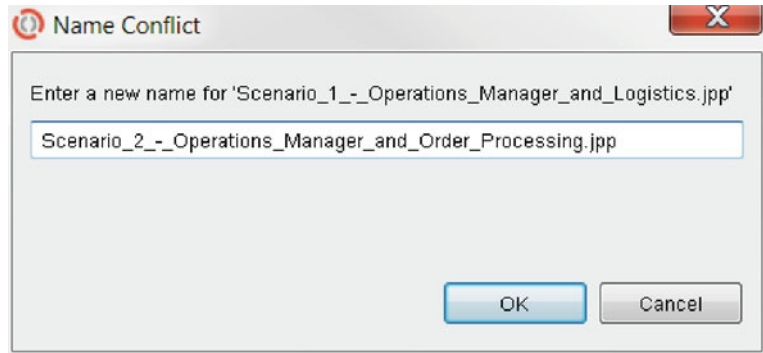 Name Conflict
Enter a new name for 'Scenario_1_-_Operations_Manager_and_Logistics.jpp'
Scenario_2_-_Operations_Manager_and_Order_Processing.jpp
OK Cancel